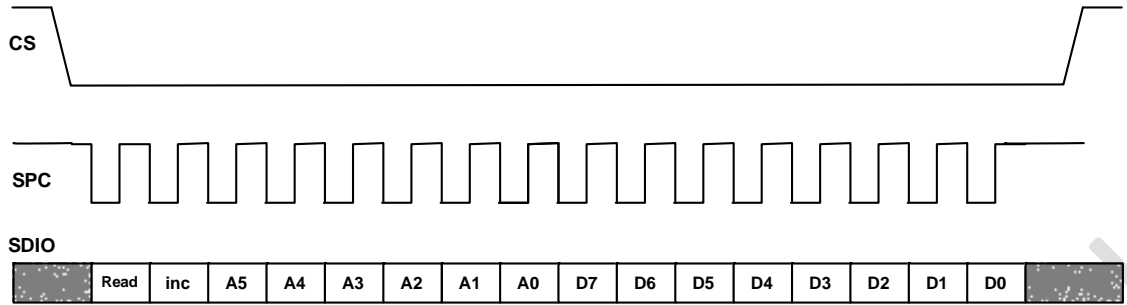 CS
SPC
SDIO
Read inc A5 A4 A3 A2 A1 A0 D7 D6 D5 D4 D3 D2 D1 D0